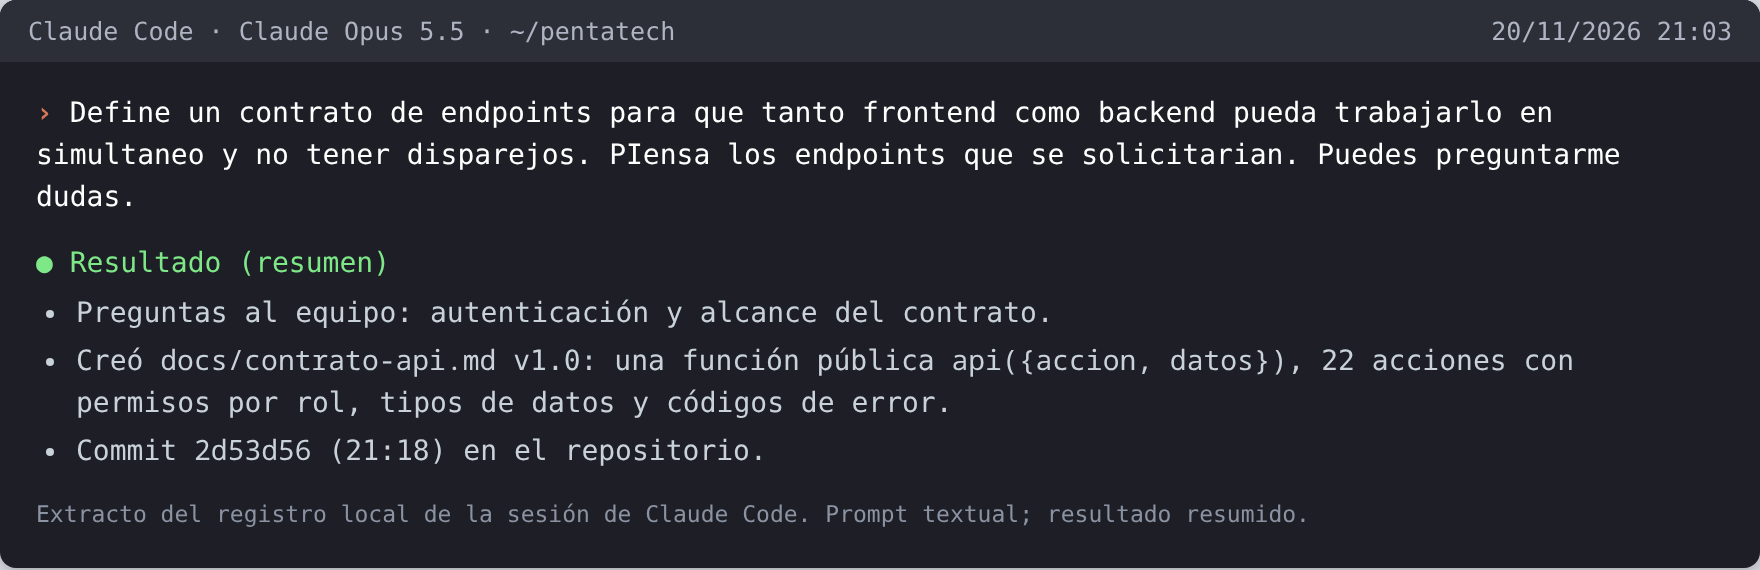 Claude Code · Claude Opus 5.5 · ~/pentatech
20/11/2026 21:03
› Define un contrato de endpoints para que tanto frontend como backend pueda trabajarlo en
simultaneo y no tener disparejos. PIensa los endpoints que se solicitarian. Puedes preguntarme
dudas.
● Resultado (resumen)
• Preguntas al equipo: autenticación y alcance del contrato.
• Creó docs/contrato-api.md v1.0: una función pública api({accion, datos}), 22 acciones con
permisos por rol, tipos de datos y códigos de error.
• Commit 2d53d56 (21:18) en el repositorio.
Extracto del registro local de la sesión de Claude Code. Prompt textual; resultado resumido.